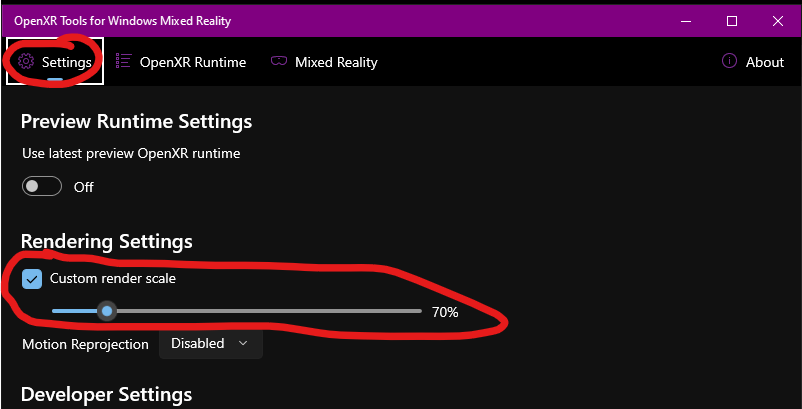 OpenXR Tools for Windows Mixed Reality
Settings OpenXR Runtime Mixed Reality About
Preview Runtime Settings
Use latest preview OpenXR runtime
Off
Rendering Settings
Custom render scale
70%
Motion Reprojection Disabled
Developer Settings